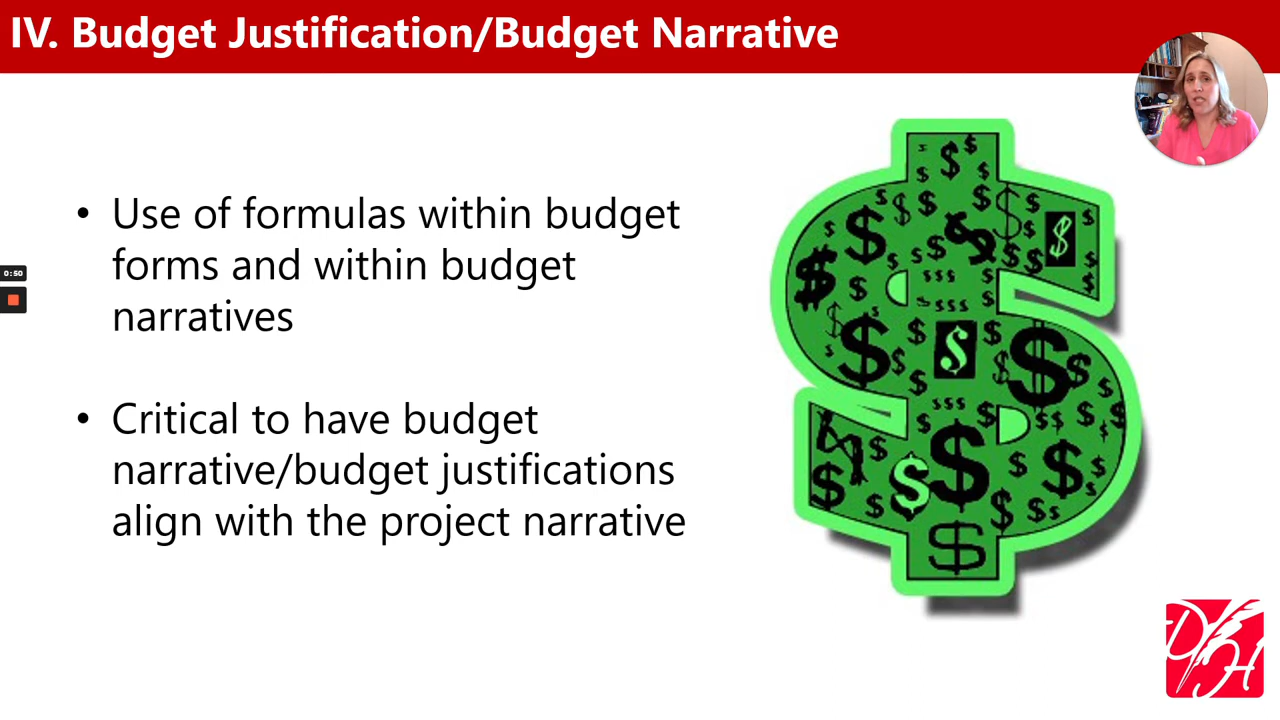 IV. Budget Justification/Budget Narrative
0:50
• Use of formulas within budget
forms and within budget
narratives
• Critical to have budget
narrative/budget justifications
align with the project narrative
DH